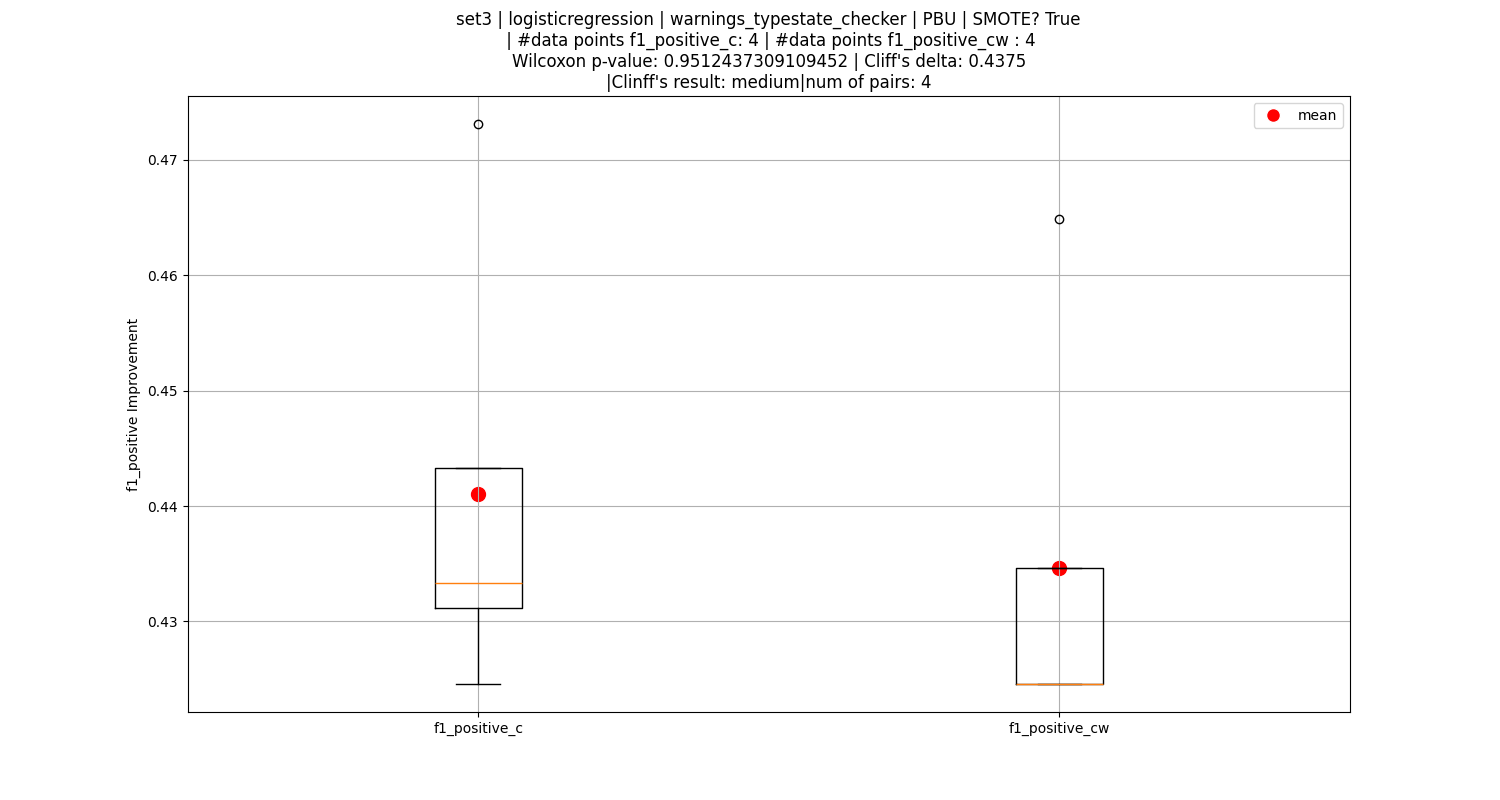 set3 | logisticregression | warnings_typestate_checker | PBU | SMOTE? True
| #data points f1_positive_c: 4 | #data points f1_positive_cw : 4
Wilcoxon p-value: 0.9512437309109452 | Cliff's delta: 0.4375
|Clinff's result: medium|num of pairs: 4
mean
0.47
0.46
0.45
0.44
0.43
f1_positive Improvement
f1_positive_c
f1_positive_cw